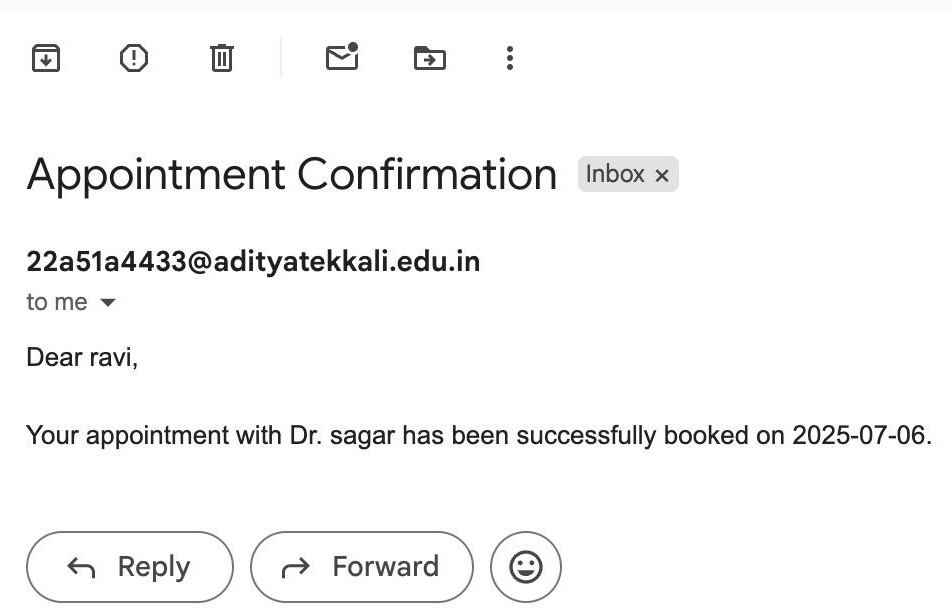 Appointment Confirmation Inbox ×
22a51a4433@adityatekkali.edu.in
to me
Dear ravi,
Your appointment with Dr. sagar has been successfully booked on 2025-07-06.
Reply Forward